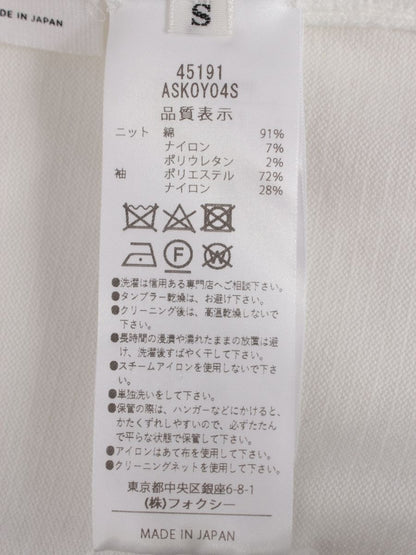 MADE IN JAPAN
S
45191
ASKOY04S
品質表示
ニット 綿 91%
ナイロン 7%
ポリウレタン 2%
袖 ポリエステル 72%
ナイロン 28%
F
W
●洗濯は信用ある専門店へご相談下さい。
●タンブラー乾燥は、お避け下さい。
●クリーニング後は、高温乾燥しないで
下さい。
●長時間の浸漬や濡れたままの放置は避
け、洗濯後すばやく干して下さい。
●スチームアイロンを使用しないで下さ
い。
●単独洗いをして下さい。
●保管の際は、ハンガーなどにかけると、
かたくずれしやすいので、必ずたたん
で平らな状態で保管して下さい。
●アイロンはあて布を使用して下さい。
●クリーニングネットを使用して下さい。
東京都中央区銀座6-8-1
(株)フォクシー
MADE IN JAPAN